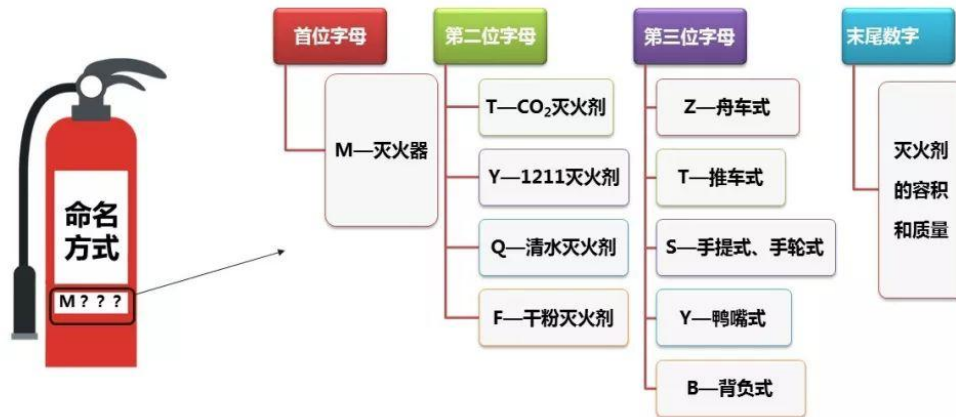 首位字母
第二位字母
第三位字母
末尾数字
M—灭火器
T—CO₂灭火剂
Y—1211灭火剂
Q—清水灭火剂
F—干粉灭火剂
Z—舟车式
T—推车式
S—手提式、手轮式
Y—鸭嘴式
B—背负式
灭火剂
的容积
和质量
命名
方式
M？？？